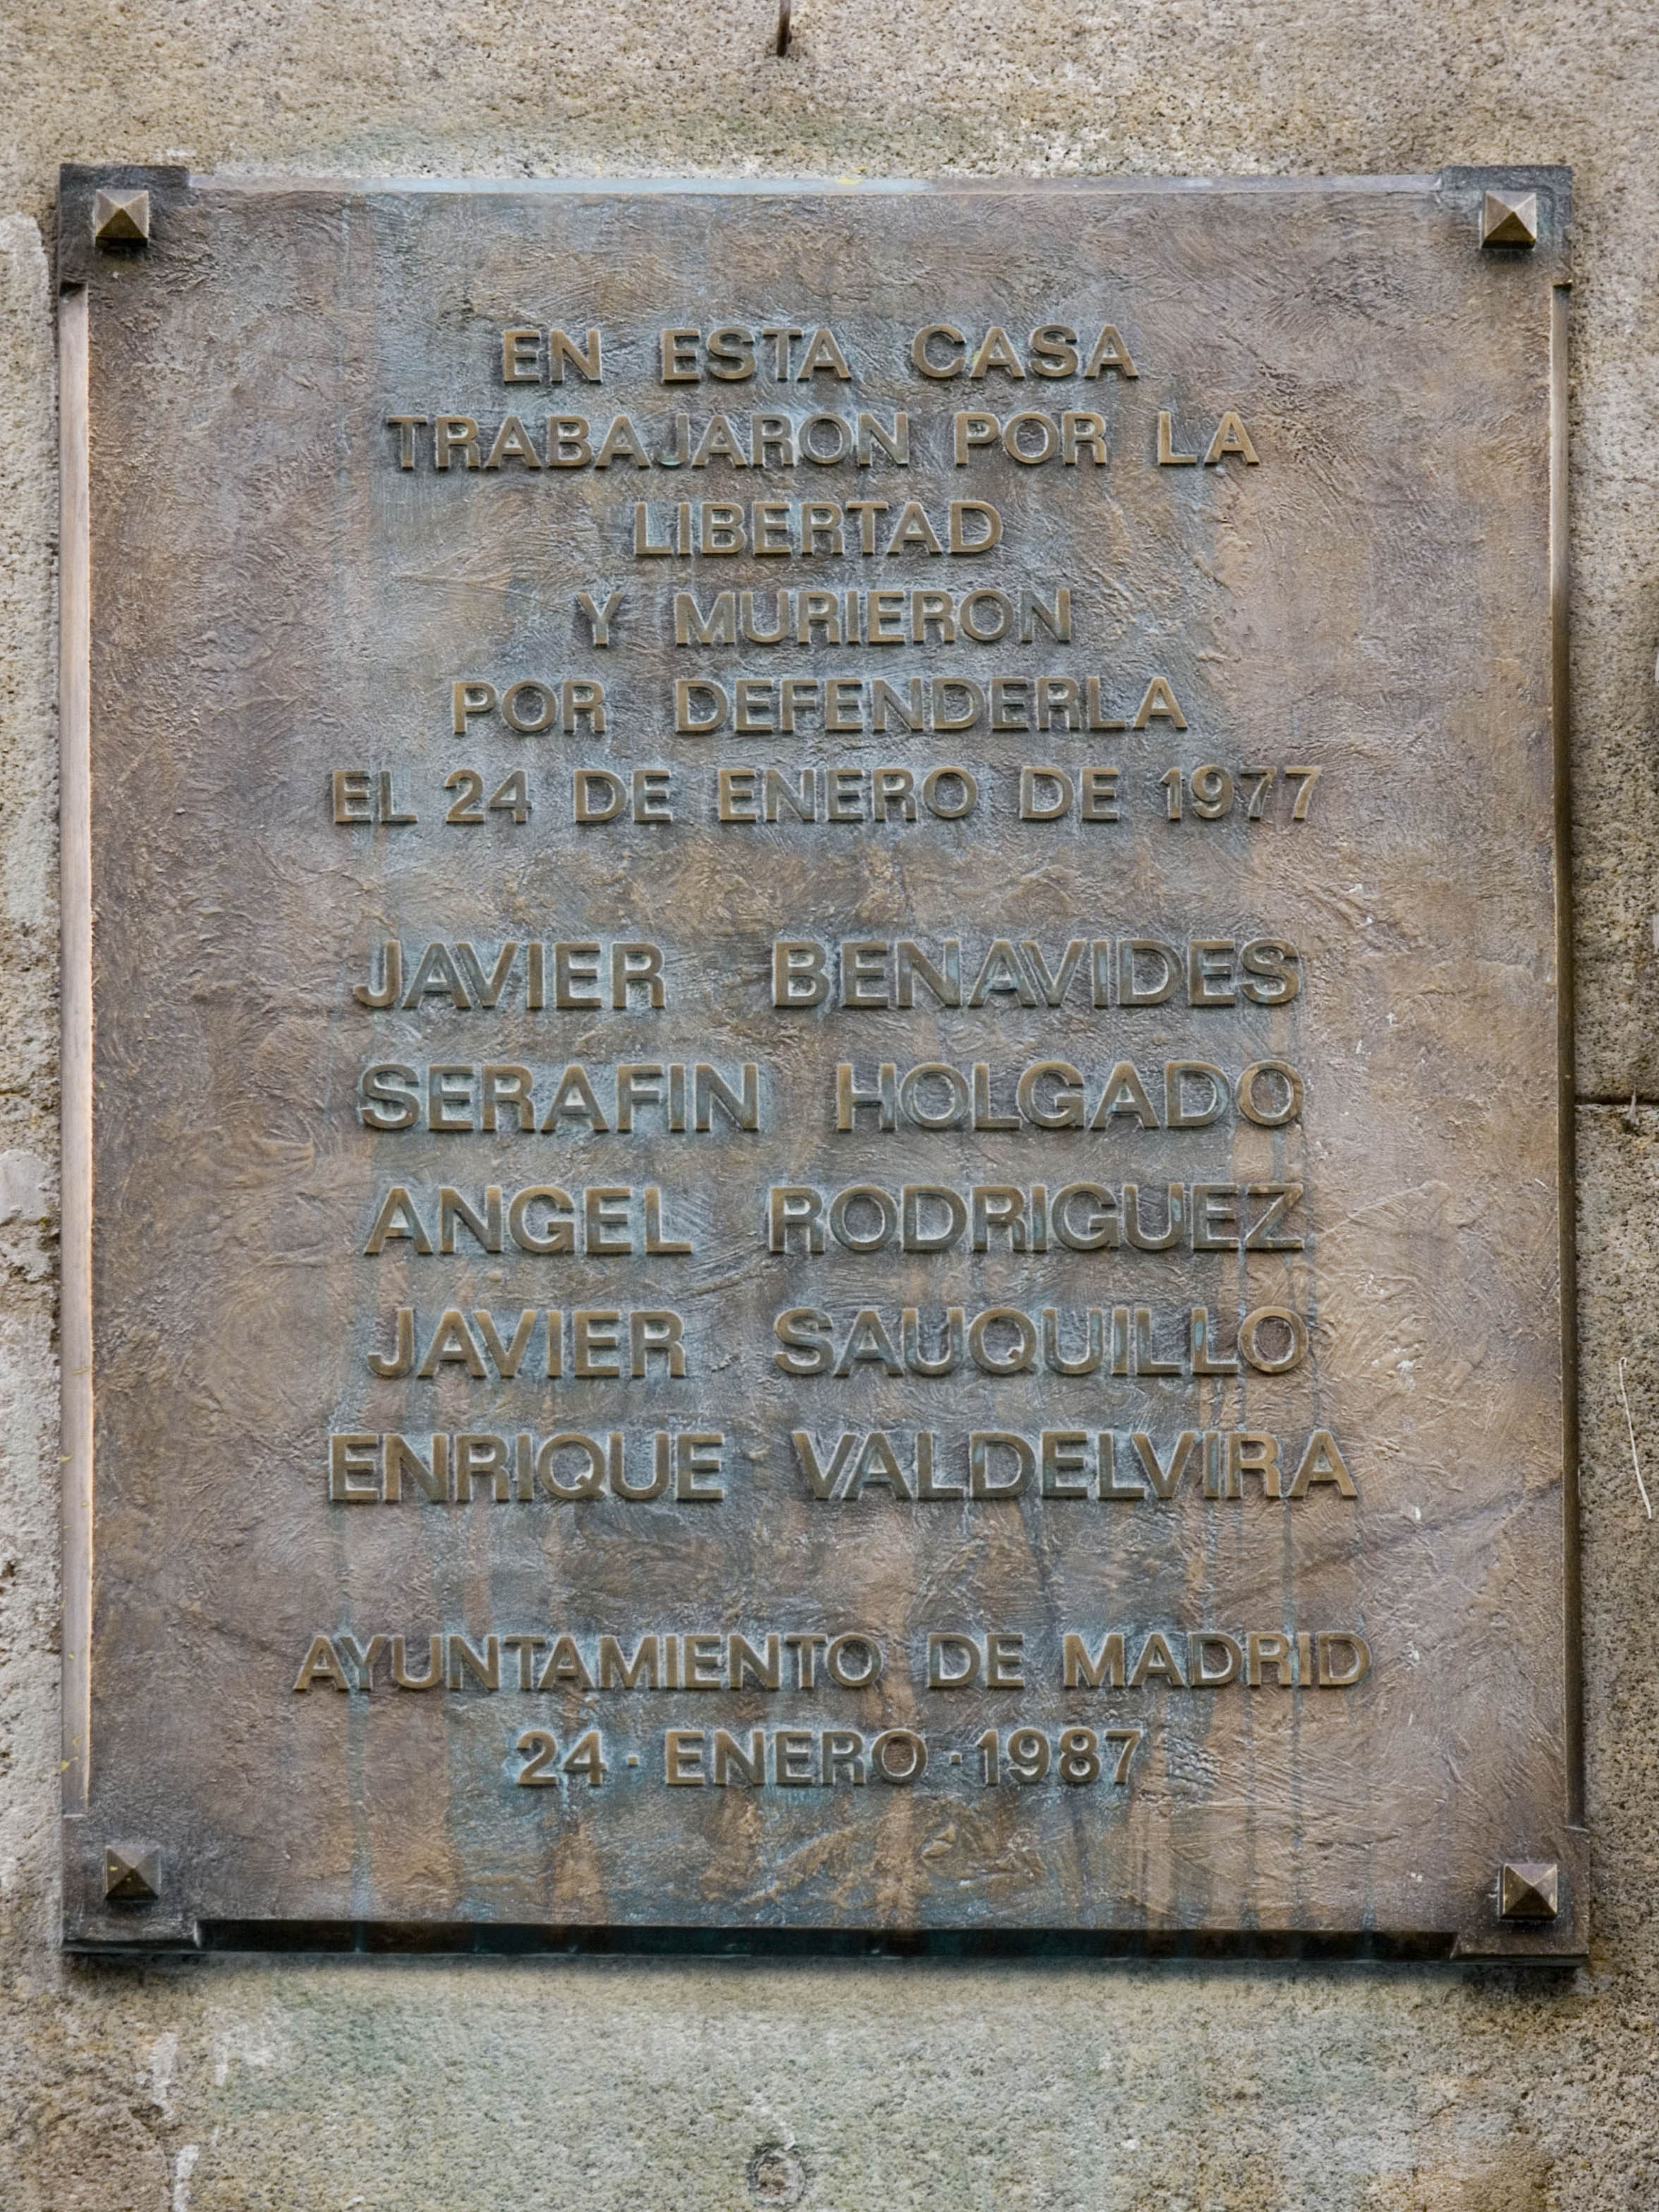 EN ESTA CASA
TRABAJARON POR LA
LIBERTAD
Y MURIERON
POR DEFENDERLA
EL 24 DE ENERO DE 1977
JAVIER BENAVIDES
SERAFIN HOLGADO
ANGEL RODRIGUEZ
JAVIER SAUQUILLO
ENRIQUE VALDELVIRA
AYUNTAMIENTO DE MADRID
24 · ENERO · 1987